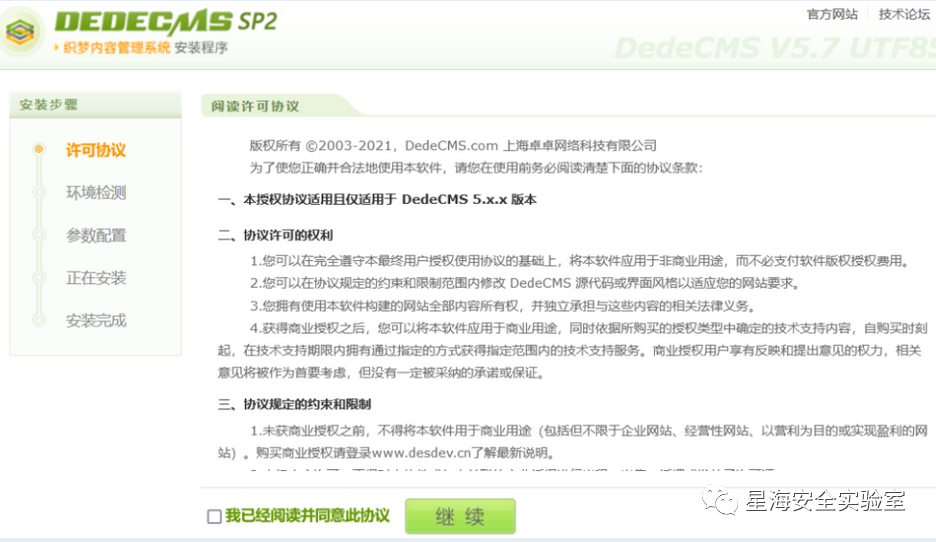 DEDECMS SP2
官方网站 技术论坛
织梦内容管理系统 安装程序
DedeCMS V5.7 UTF8S
安装步骤
许可协议
环境检测
参数配置
正在安装
安装完成
阅读许可协议
版权所有 ©2003-2021，DedeCMS.com 上海卓卓网络科技有限公司
为了使您正确并合法地使用本软件，请您在使用前务必阅读清楚下面的协议条款：
一、本授权协议适用且仅适用于 DedeCMS 5.x.x 版本
二、协议许可的权利
1.您可以在完全遵守本最终用户授权使用协议的基础上，将本软件应用于非商业用途，而不必支付软件版权授权费用。
2.您可以在协议规定的约束和限制范围内修改 DedeCMS 源代码或界面风格以适应您的网站要求。
3.您拥有使用本软件构建的网站全部内容所有权，并独立承担与这些内容的相关法律义务。
4.获得商业授权之后，您可以将本软件应用于商业用途，同时依据所购买的授权类型中确定的技术支持内容，自购买时刻
起，在技术支持期限内拥有通过指定的方式获得指定范围内的技术支持服务。商业授权用户享有反映和提出意见的权力，相关
意见将被作为首要考虑，但没有一定被采纳的承诺或保证。
三、协议规定的约束和限制
1.未获商业授权之前，不得将本软件用于商业用途（包括但不限于企业网站、经营性网站、以营利为目的或实现盈利的网
站）。购买商业授权请登录www.desdev.cn了解最新说明。
我已经阅读并同意此协议
继 续
星海安全实验室